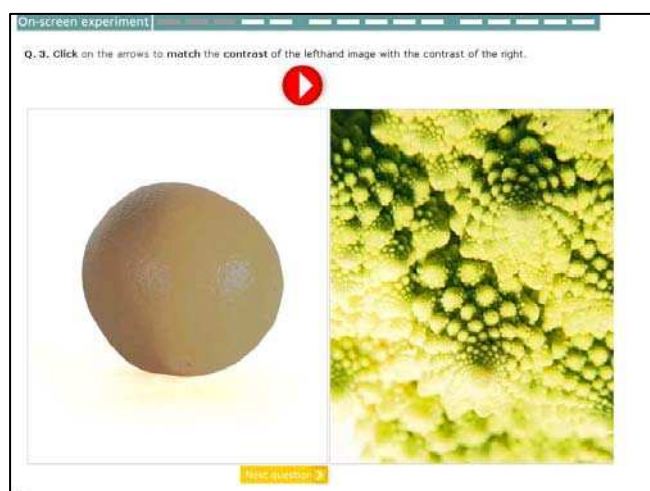 On-screen experiment
Q. 3. Click on the arrows to match the contrast of the lefthand image with the contrast of the right.
Next question